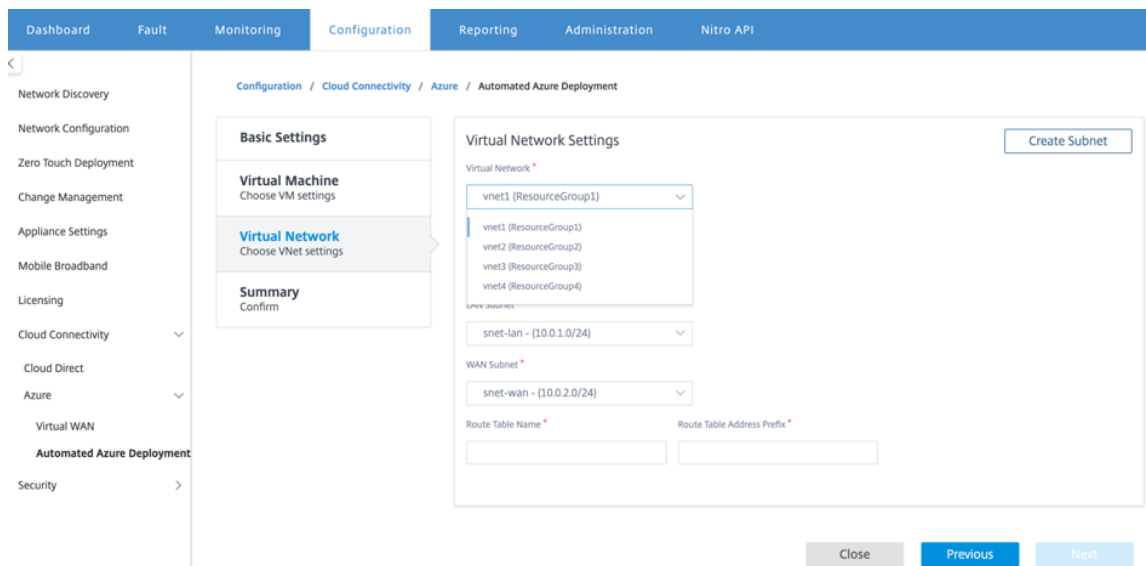 Dashboard Fault Monitoring Configuration Reporting Administration Nitro API
Network Discovery
Network Configuration
Zero Touch Deployment
Change Management
Appliance Settings
Mobile Broadband
Licensing
Cloud Connectivity
Cloud Direct
Azure
Virtual WAN
Automated Azure Deployment
Security
Configuration / Cloud Connectivity / Azure / Automated Azure Deployment
Basic Settings
Virtual Machine
Choose VM settings
Virtual Network
Choose VNet settings
Summary
Confirm
Virtual Network Settings
Create Subnet
Virtual Network *
vnet1 (ResourceGroup1)
vnet1 (ResourceGroup1)
vnet2 (ResourceGroup2)
vnet3 (ResourceGroup3)
vnet4 (ResourceGroup4)
LAN Subnet
snet-lan - (10.0.1.0/24)
WAN Subnet *
snet-wan - (10.0.2.0/24)
Route Table Name * Route Table Address Prefix *
Close Previous Next